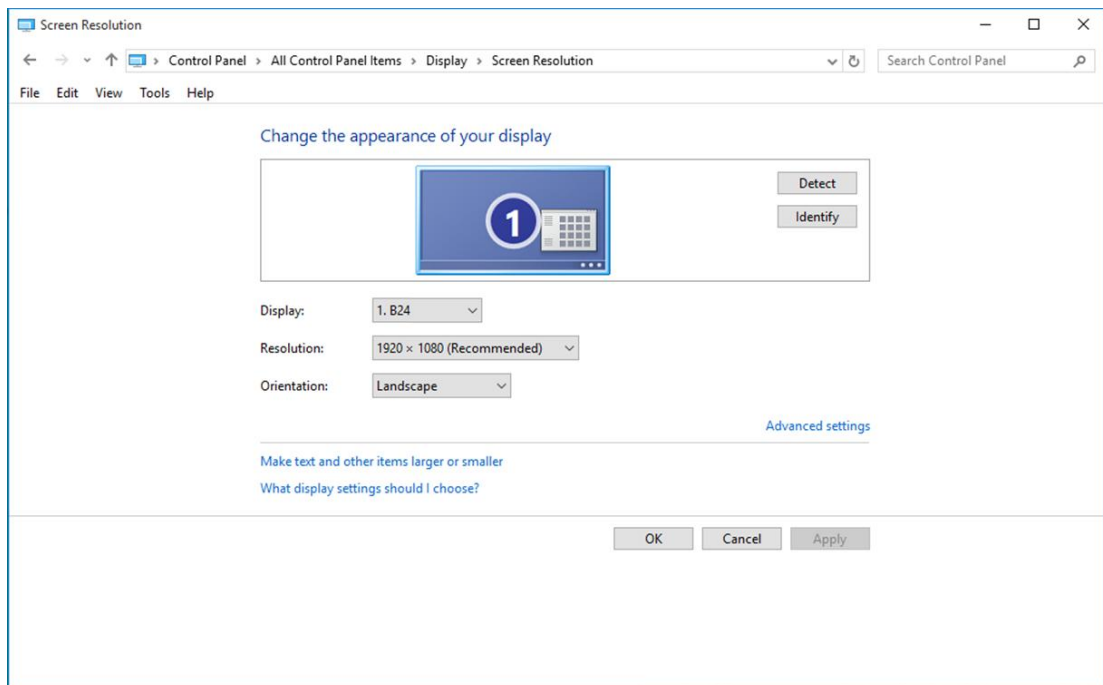 Screen Resolution
Control Panel > All Control Panel Items > Display > Screen Resolution
Search Control Panel
File Edit View Tools Help
Change the appearance of your display
1
Detect
Identify
Display: 1. B24
Resolution: 1920 × 1080 (Recommended)
Orientation: Landscape
Advanced settings
Make text and other items larger or smaller
What display settings should I choose?
OK Cancel Apply